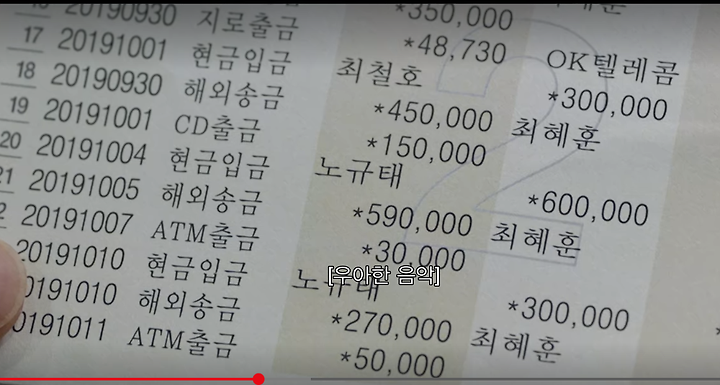 *350,000
20190930 지로출금 *48,730 OK텔레콤
17 20191001 현금입금 최철호 *300,000
18 20190930 해외송금 *450,000 최혜훈
19 20191001 CD출금 *150,000
20 20191004 현금입금 노규태 *600,000
20191005 해외송금 *590,000 최혜훈
20191007 ATM출금 *30,000
20191010 현금입금 노규태 *300,000
해외송금 *270,000 최혜훈
ATM출금 *50,000
[우아한 음악]